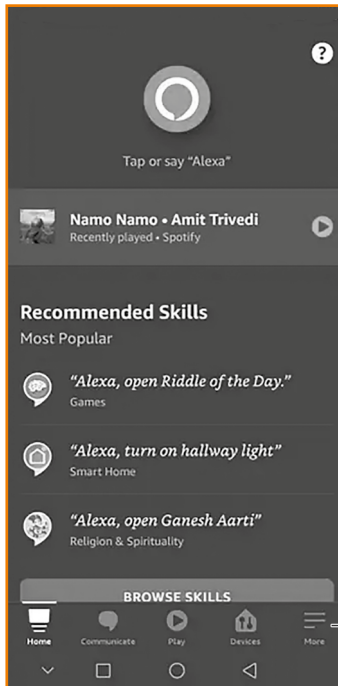 ?
Tap or say “Alexa”
Namo Namo • Amit Trivedi
Recently played • Spotify
Recommended Skills
Most Popular
“Alexa, open Riddle of the Day.”
Games
“Alexa, turn on hallway light”
Smart Home
“Alexa, open Ganesh Aarti”
Religion & Spirituality
BROWSE SKILLS
Home Communicate Play Devices More